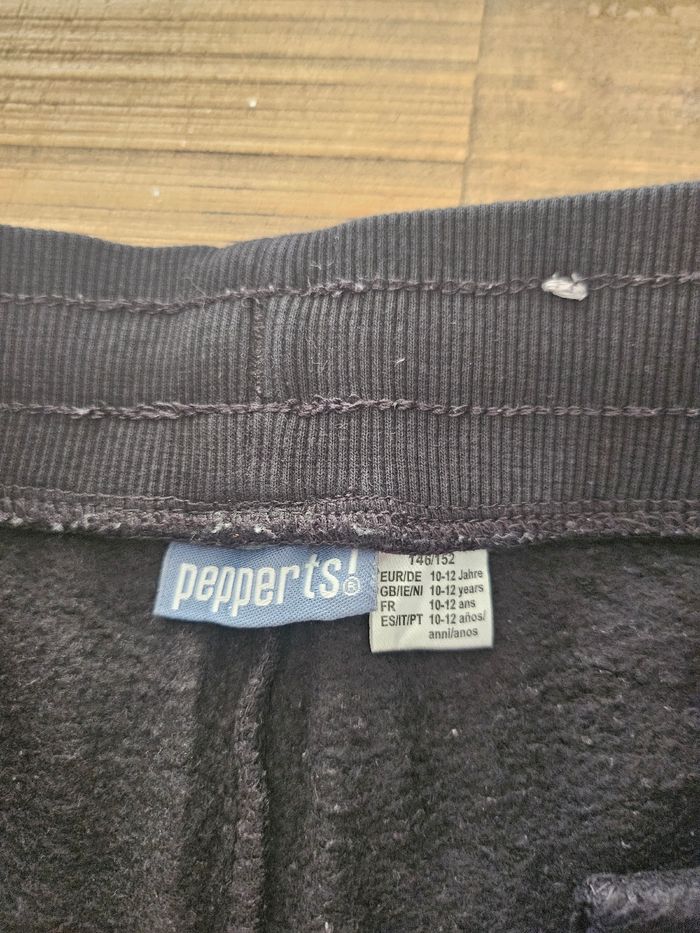 pepperts!®
146/152
EUR/DE 10-12 Jahre
GB/IE/NI 10-12 years
FR 10-12 ans
ES/IT/PT 10-12 años/
anni/anos